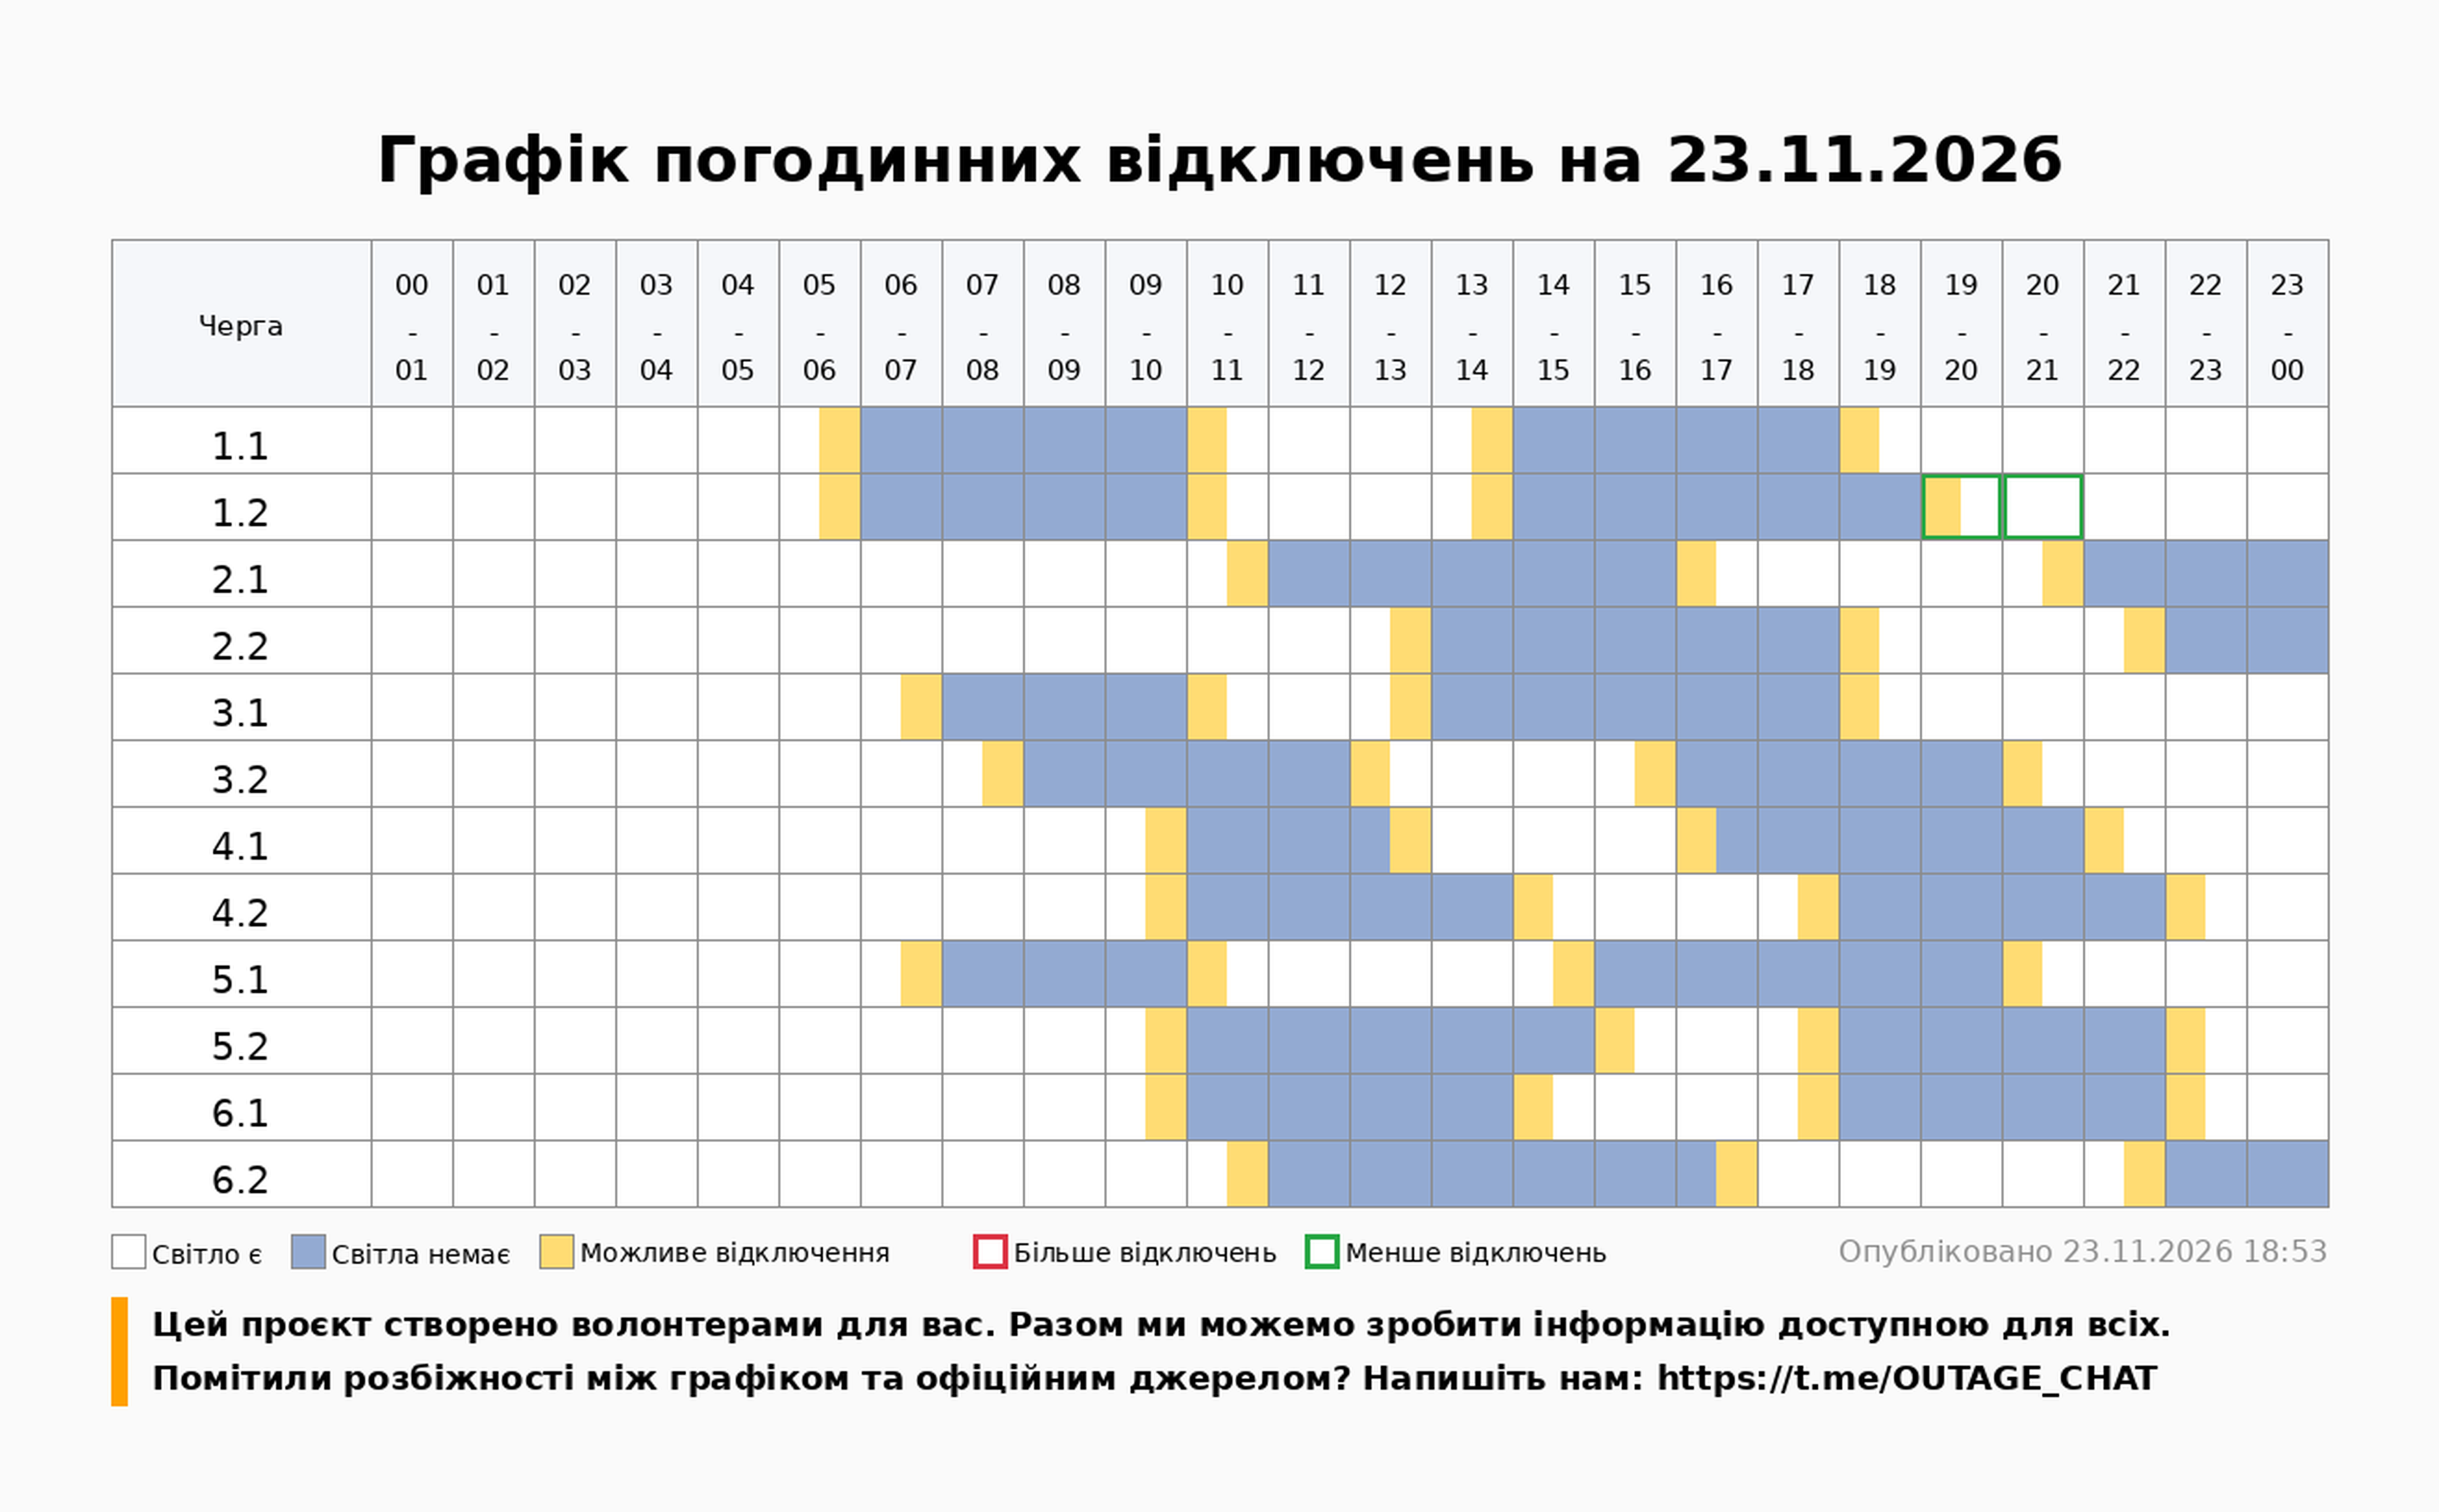 Графік погодинних відключень на 23.11.2026
Черга 00 - 01 01 - 02 02 - 03 03 - 04 04 - 05 05 - 06 06 - 07 07 - 08 08 - 09 09 - 10 10 - 11 11 - 12 12 - 13 13 - 14 14 - 15 15 - 16 16 - 17 17 - 18 18 - 19 19 - 20 20 - 21 21 - 22 22 - 23 23 - 00
1.1
1.2
2.1
2.2
3.1
3.2
4.1
4.2
5.1
5.2
6.1
6.2
Світло є Світла немає Можливе відключення Більше відключень Менше відключень Опубліковано 23.11.2026 18:53
Цей проєкт створено волонтерами для вас. Разом ми можемо зробити інформацію доступною для всіх.
Помітили розбіжності між графіком та офіційним джерелом? Напишіть нам: https://t.me/OUTAGE_CHAT